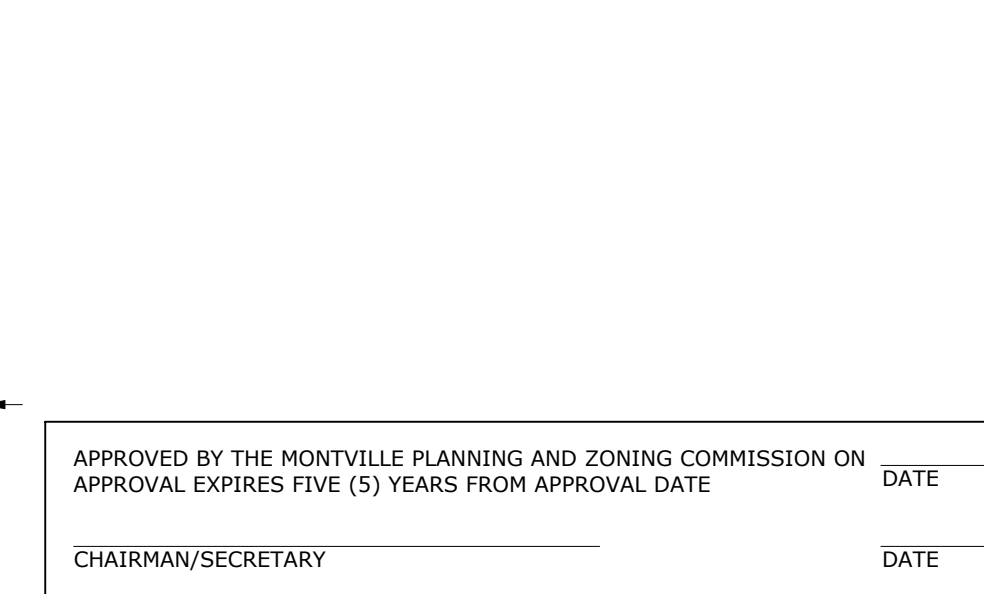 APPROVED BY THE MONTVILLE PLANNING AND ZONING COMMISSION ON
DATE
APPROVAL EXPIRES FIVE (5) YEARS FROM APPROVAL DATE
CHAIRMAN/SECRETARY
DATE